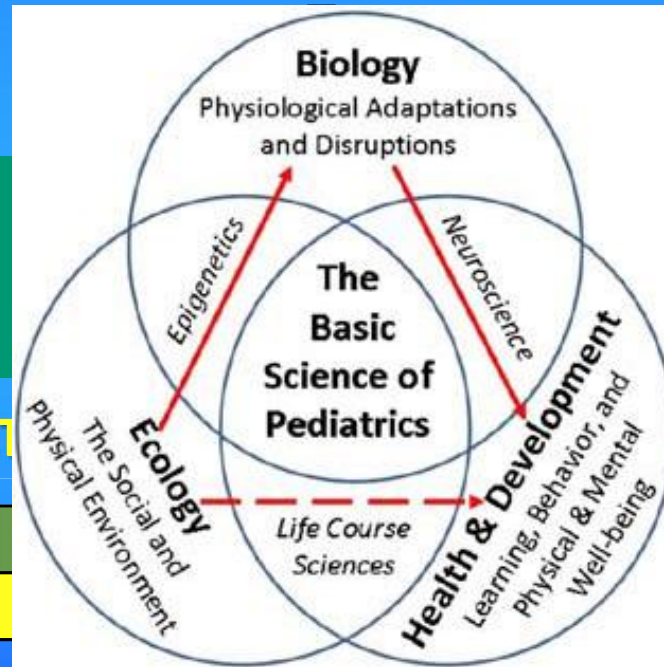 Biology
Physiological Adaptations
and Disruptions
Epigenetics
Neuroscience
The
Basic
Science of
Pediatrics
Ecology
The Social and
Physical Environment
Life Course
Sciences
Health & Development
Learning, Behavior, and
Physical & Mental
Well-being